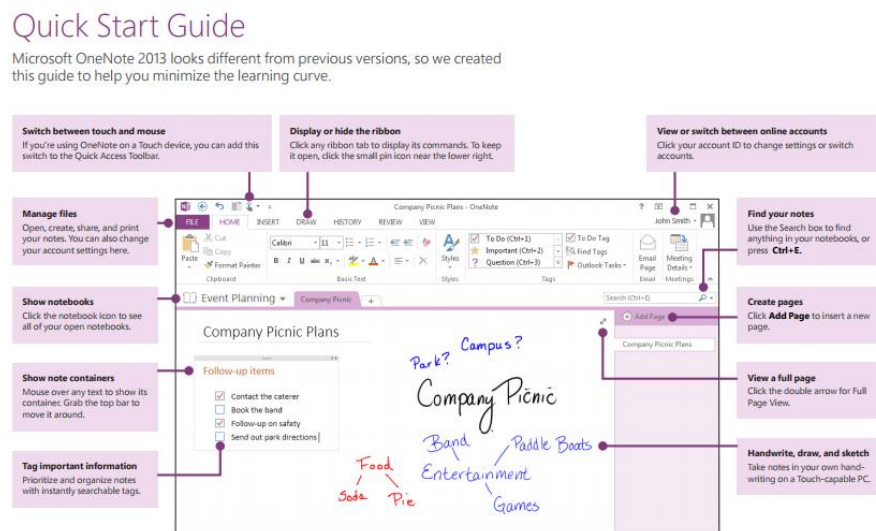 Quick Start Guide
Microsoft OneNote 2013 looks different from previous versions, so we created
this guide to help you minimize the learning curve.
Switch between touch and mouse
If you're using OneNote on a Touch device, you can add this
switch to the Quick Access Toolbar.
Display or hide the ribbon
Click any ribbon tab to display its commands. To keep
it open, click the small pin icon near the lower right.
View or switch between online accounts
Click your account ID to change settings or switch
accounts.
Manage files
Open, create, share, and print
your notes. You can also change
your account settings here.
Show notebooks
Click the notebook icon to see
all of your open notebooks.
Show note containers
Mouse over any text to show its
container. Grab the top bar to
move it around.
Tag important information
Prioritize and organize notes
with instantly searchable tags.
Company Picnic Plans - OneNote
John Smith
FILE HOME INSERT DRAW HISTORY REVIEW VIEW
Paste
Cut
Copy
Format Painter
Clipboard
Calibri 11
B I U abc
Basic Text
Styles
Styles
To Do (Ctrl+1)
Important (Ctrl+2)
Question (Ctrl+3)
To Do Tag
Find Tags
Outlook Tasks
Tags
Email
Page
Email
Meeting
Details
Meetings
Event Planning
Company Picnic
Search (Ctrl+E)
Add Page
Company Picnic Plans
Company Picnic Plans
Follow-up items
Contact the caterer
Book the band
Follow-up on safety
Send out park directions
Park?
Campus?
Company Picnic
Band
Paddle Boats
Entertainment
Games
Food
Soda
Pie
Find your notes
Use the Search box to find
anything in your notebooks, or
press Ctrl+E.
Create pages
Click Add Page to insert a new
page.
View a full page
Click the double arrow for Full
Page View.
Handwrite, draw, and sketch
Take notes in your own hand-
writing on a Touch-capable PC.